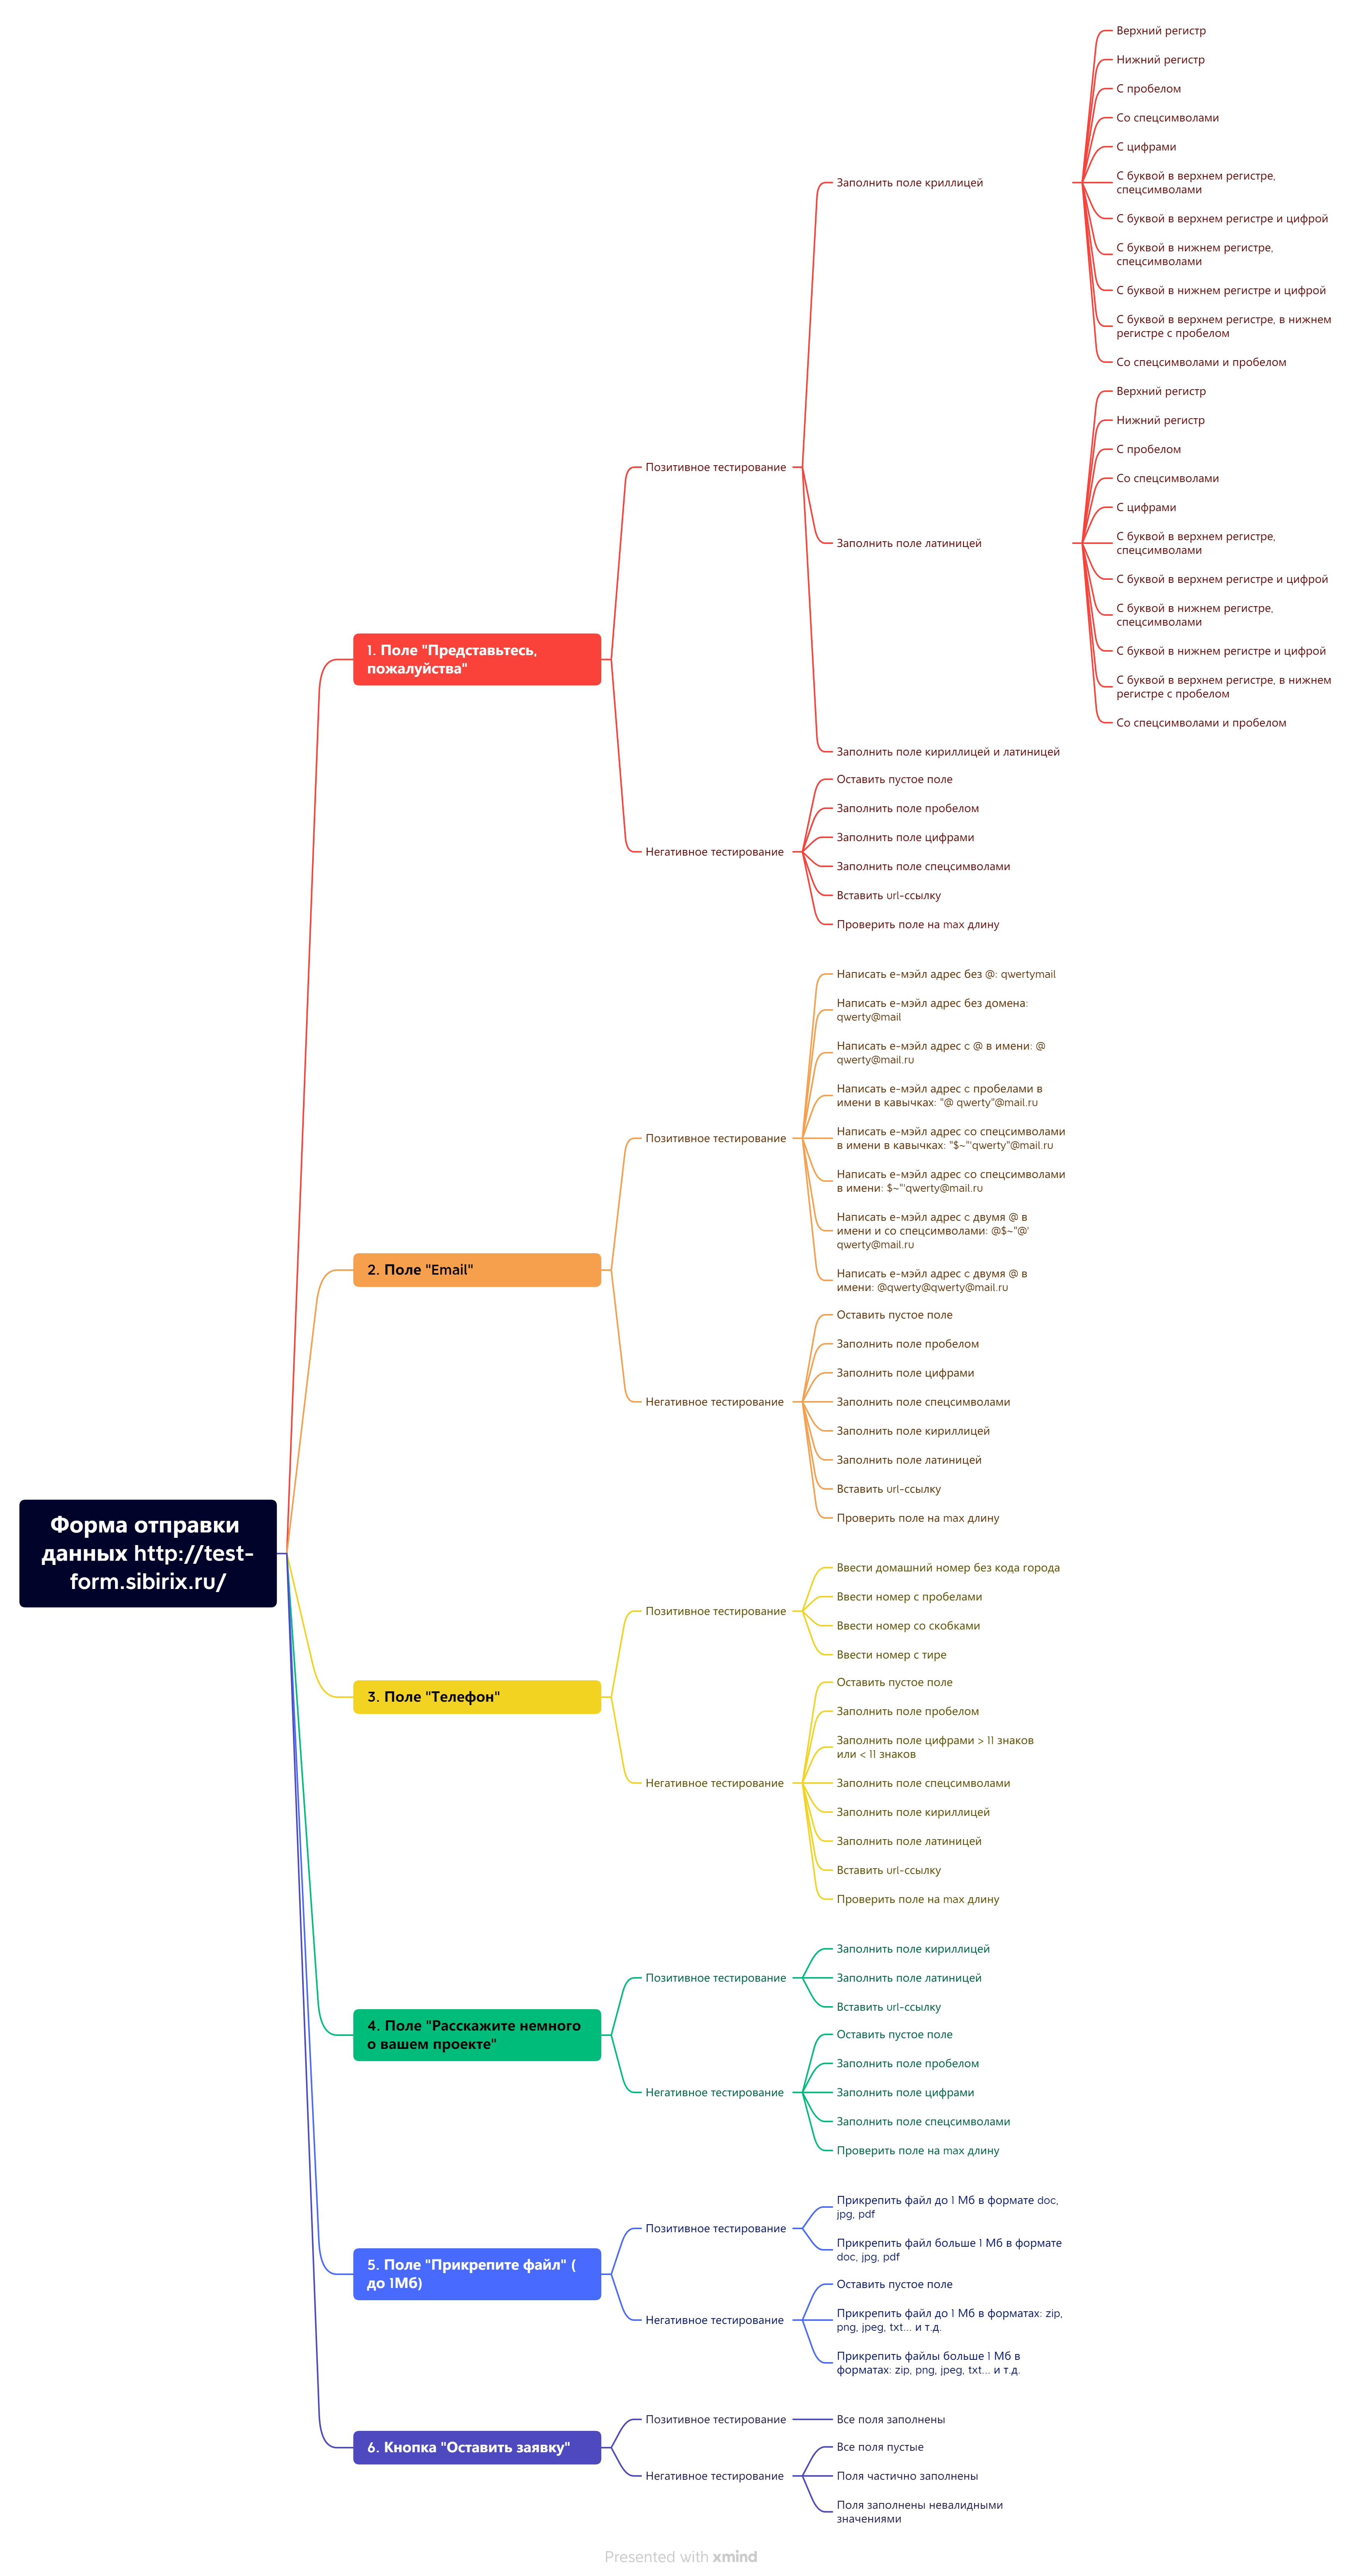 Форма отправки
данных http://test-
form.sibirix.ru/
1. Поле "Представьтесь,
пожалуйства"
Позитивное тестирование
Заполнить поле криллицей
Верхний регистр
Нижний регистр
С пробелом
Со спецсимволами
С цифрами
С буквой в верхнем регистре,
спецсимволами
С буквой в верхнем регистре и цифрой
С буквой в нижнем регистре,
спецсимволами
С буквой в нижнем регистре и цифрой
С буквой в верхнем регистре, в нижнем
регистре с пробелом
Со спецсимволами и пробелом
Заполнить поле латиницей
Верхний регистр
Нижний регистр
С пробелом
Со спецсимволами
С цифрами
С буквой в верхнем регистре,
спецсимволами
С буквой в верхнем регистре и цифрой
С буквой в нижнем регистре,
спецсимволами
С буквой в нижнем регистре и цифрой
С буквой в верхнем регистре, в нижнем
регистре с пробелом
Со спецсимволами и пробелом
Заполнить поле кириллицей и латиницей
Негативное тестирование
Оставить пустое поле
Заполнить поле пробелом
Заполнить поле цифрами
Заполнить поле спецсимволами
Вставить url-ссылку
Проверить поле на max длину
2. Поле "Email"
Позитивное тестирование
Написать е-мэйл адрес без @: qwertymail
Написать е-мэйл адрес без домена:
qwerty@mail
Написать е-мэйл адрес с @ в имени: @
qwerty@mail.ru
Написать е-мэйл адрес с пробелами в
имени в кавычках: "@ qwerty"@mail.ru
Написать е-мэйл адрес со спецсимволами
в имени в кавычках: "$~"'qwerty"@mail.ru
Написать е-мэйл адрес со спецсимволами
в имени: $~"'qwerty@mail.ru
Написать е-мэйл адрес с двумя @ в
имени и со спецсимволами: @$~"@'
qwerty@mail.ru
Написать е-мэйл адрес с двумя @ в
имени: @qwerty@qwerty@mail.ru
Негативное тестирование
Оставить пустое поле
Заполнить поле пробелом
Заполнить поле цифрами
Заполнить поле спецсимволами
Заполнить поле кириллицей
Заполнить поле латиницей
Вставить url-ссылку
Проверить поле на max длину
3. Поле "Телефон"
Позитивное тестирование
Ввести домашний номер без кода города
Ввести номер с пробелами
Ввести номер со скобками
Ввести номер с тире
Негативное тестирование
Оставить пустое поле
Заполнить поле пробелом
Заполнить поле цифрами > 11 знаков
или < 11 знаков
Заполнить поле спецсимволами
Заполнить поле кириллицей
Заполнить поле латиницей
Вставить url-ссылку
Проверить поле на max длину
4. Поле "Расскажите немного
о вашем проекте"
Позитивное тестирование
Заполнить поле кириллицей
Заполнить поле латиницей
Вставить url-ссылку
Негативное тестирование
Оставить пустое поле
Заполнить поле пробелом
Заполнить поле цифрами
Заполнить поле спецсимволами
Проверить поле на max длину
5. Поле "Прикрепите файл" (
до 1Мб)
Позитивное тестирование
Прикрепить файл до 1 Мб в формате doc,
jpg, pdf
Прикрепить файл больше 1 Мб в формате
doc, jpg, pdf
Негативное тестирование
Оставить пустое поле
Прикрепить файл до 1 Мб в форматах: zip,
png, jpeg, txt... и т.д.
Прикрепить файлы больше 1 Мб в
форматах: zip, png, jpeg, txt... и т.д.
6. Кнопка "Оставить заявку"
Позитивное тестирование
Все поля заполнены
Негативное тестирование
Все поля пустые
Поля частично заполнены
Поля заполнены невалидными
значениями
Presented with xmind